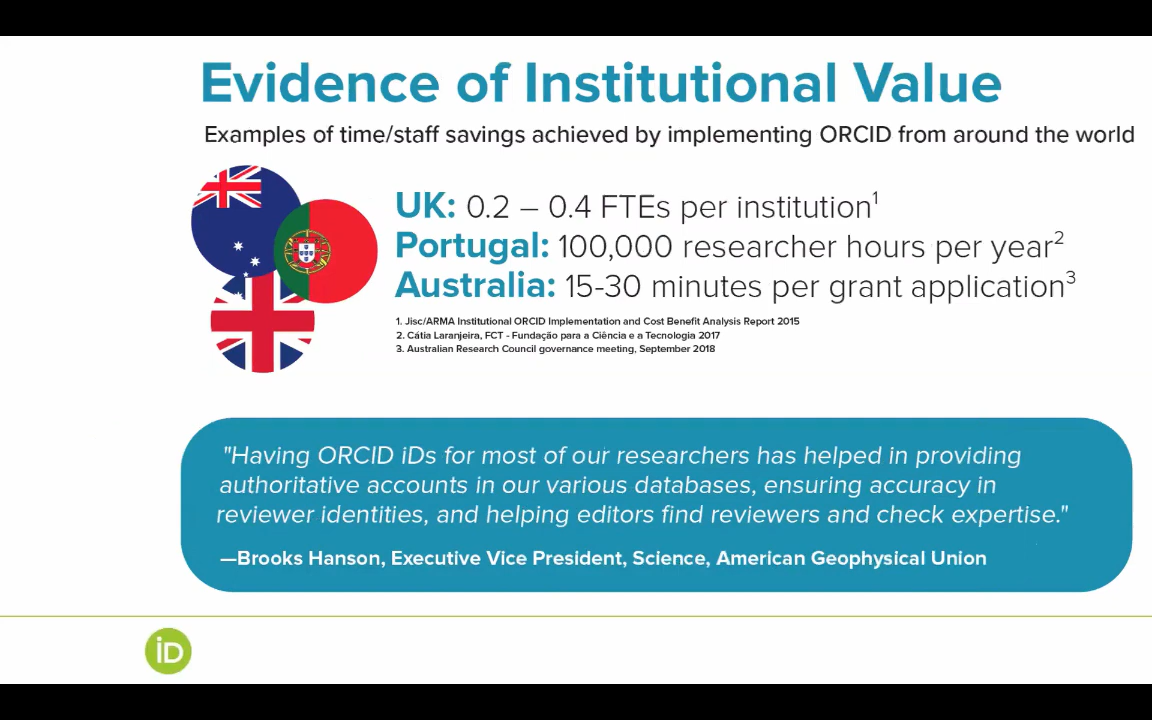 Evidence of Institutional Value
Examples of time/staff savings achieved by implementing ORCID from around the world
UK: 0.2 – 0.4 FTEs per institution¹
Portugal: 100,000 researcher hours per year²
Australia: 15-30 minutes per grant application³
1. Jisc/ARMA Institutional ORCID Implementation and Cost Benefit Analysis Report 2015
2. Cátia Laranjeira, FCT - Fundação para a Ciência e a Tecnologia 2017
3. Australian Research Council governance meeting, September 2018
"Having ORCID iDs for most of our researchers has helped in providing
authoritative accounts in our various databases, ensuring accuracy in
reviewer identities, and helping editors find reviewers and check expertise."
—Brooks Hanson, Executive Vice President, Science, American Geophysical Union
iD